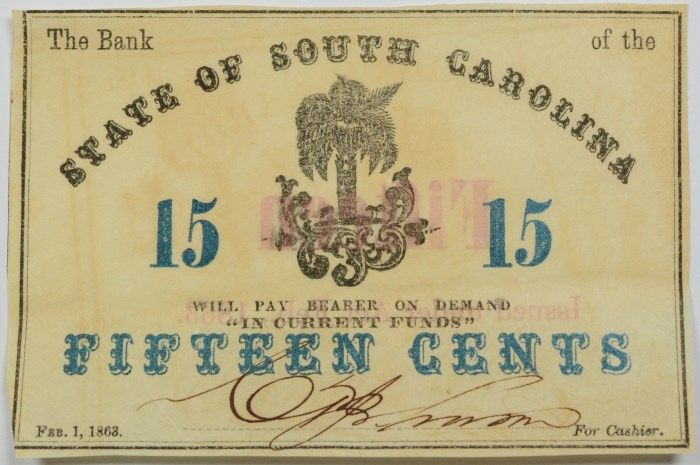 The Bank of the
STATE OF SOUTH CAROLINA
15 15
Fifteen
WILL PAY BEARER ON DEMAND
"IN CURRENT FUNDS"
FIFTEEN CENTS
Feb. 1, 1863. For Cashier.